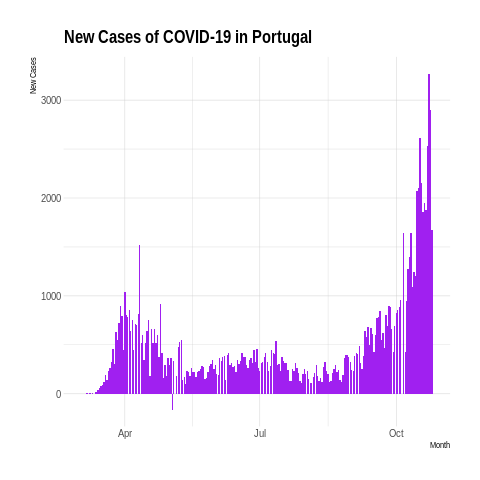 New Cases of COVID-19 in Portugal
New Cases
3000
2000
1000
0
Apr
Jul
Oct
Month